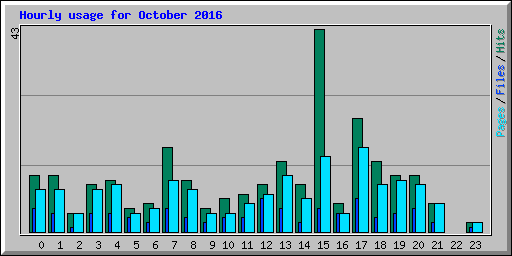 Hourly usage for October 2016
43
Pages/Files/Hits
0 1 2 3 4 5 6 7 8 9 10 11 12 13 14 15 16 17 18 19 20 21 22 23